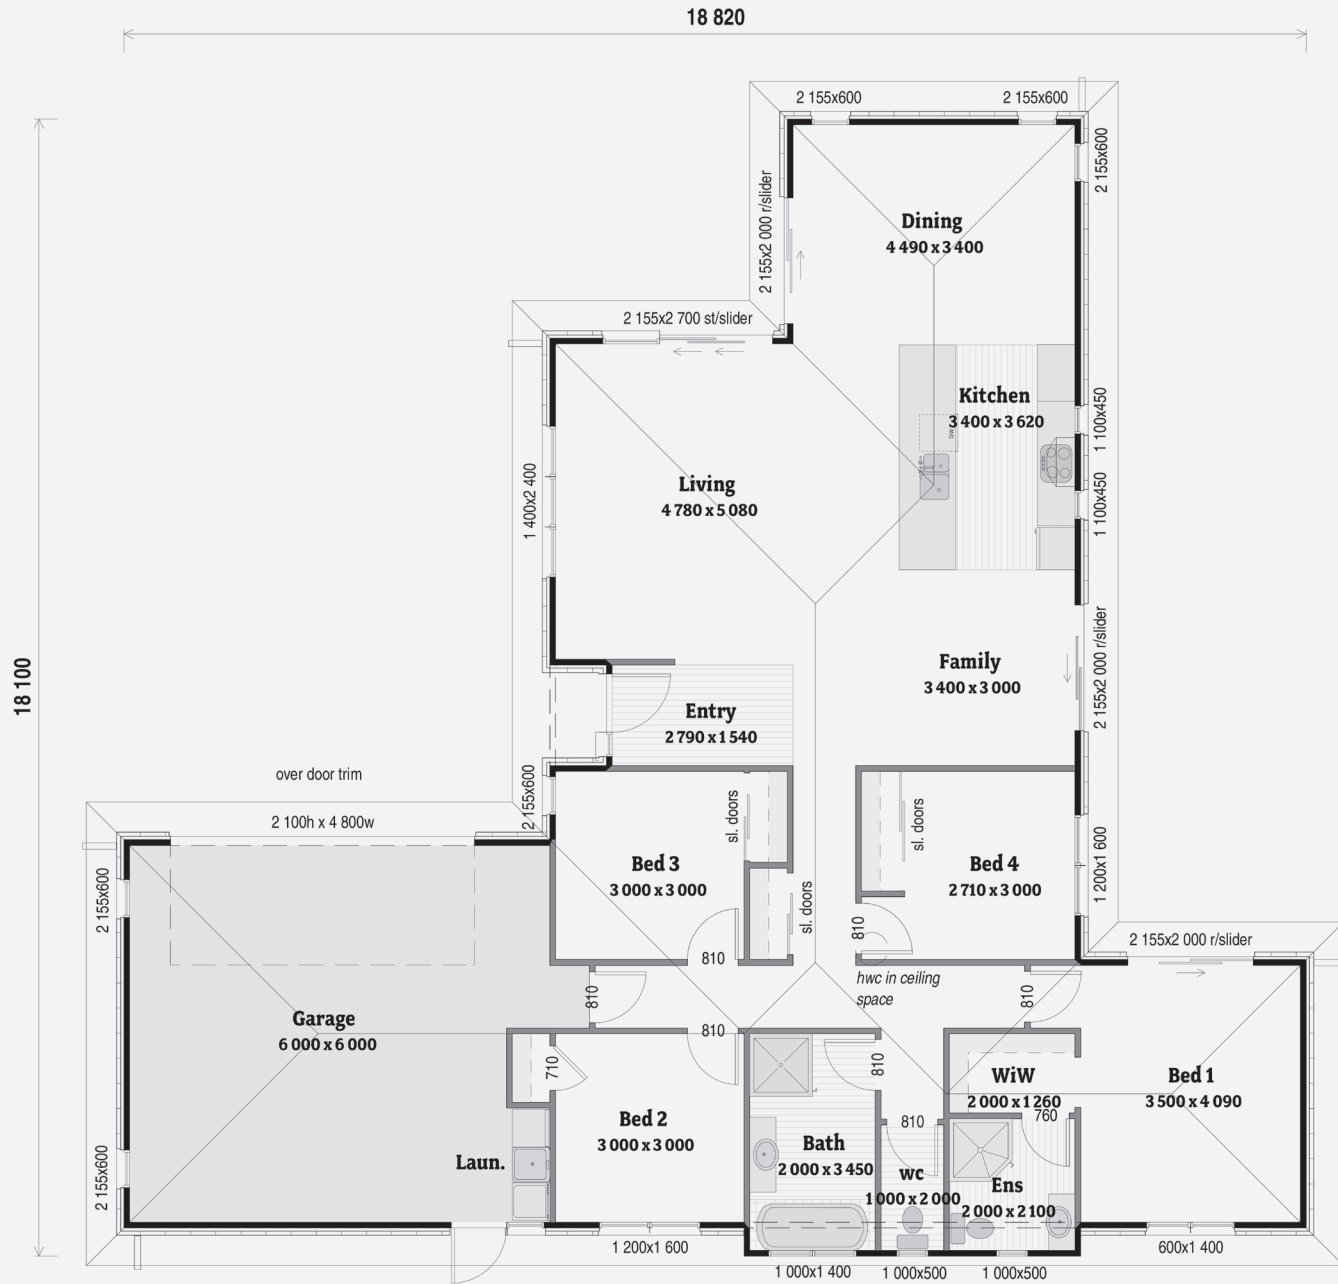 18 820
2 155x600
2 155x600
2 155x600
2 155x2 000 r/slider
Dining
4 490 x 3 400
2 155x2 700 st/slider
Kitchen
3 400 x 3 620
DW
1 100x450
1 100x450
1 400x2 400
Living
4 780 x 5 080
18 100
Family
3 400 x 3 000
2 155x2 000 r/slider
Entry
2 790 x 1 540
over door trim
2 100h x 4 800w
2 155x600
sl. doors
sl. doors
Bed 3
3 000 x 3 000
Bed 4
2 710 x 3 000
1 200x1 600
2 155x600
sl. doors
810
810
2 155x2 000 r/slider
hwc in ceiling
space
810
810
Garage
6 000 x 6 000
810
710
810
WiW
2 000 x 1 260
Bed 1
3 500 x 4 090
760
Bed 2
3 000 x 3 000
810
Bath
2 000 x 3 450
Laun.
wc
1 000 x 2 000
Ens
2 000 x 2 100
2 155x600
1 200x1 600
600x1 400
1 000x1 400
1 000x500
1 000x500